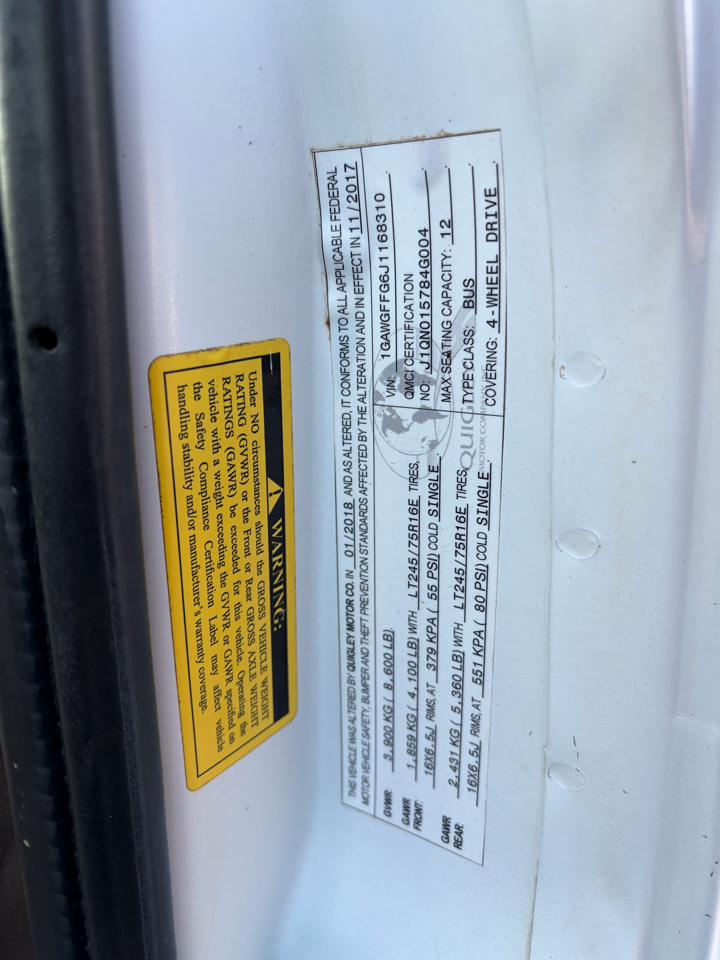 THIS VEHICLE WAS ALTERED BY QUIGLEY MOTOR CO. IN 01/2018 AND AS ALTERED, IT CONFORMS TO ALL APPLICABLE FEDERAL
MOTOR VEHICLE SAFETY, BUMPER AND THEFT PREVENTION STANDARDS AFFECTED BY THE ALTERATION AND IN EFFECT IN 11/2017
GVWR: 3,900 KG ( 8,600 LB)
GAWR
FRONT: 1,859 KG ( 4,100 LB) WITH LT245/75R16E TIRES,
16X6.5J RIMS, AT 379 KPA ( 55 PSI) COLD SINGLE.
GAWR
REAR: 2,431 KG ( 5,360 LB) WITH LT245/75R16E TIRES,
16X6.5J RIMS, AT 551 KPA ( 80 PSI) COLD SINGLE.
VIN: 1GAWGFFG6J1168310.
QMC CERTIFICATION
NO: J1QN015784G004.
MAX SEATING CAPACITY: 12.
TYPE CLASS: BUS.
COVERING: 4-WHEEL DRIVE.
QUIG
MOTOR COMPANY
WARNING:
Under NO circumstances should the GROSS VEHICLE WEIGHT
RATING (GVWR) or the Front or Rear GROSS AXLE WEIGHT
RATINGS (GAWR) be exceeded for this vehicle. Operating the
vehicle with a weight exceeding the GVWR or GAWR specified on
the Safety Compliance Certification Label may affect vehicle
handling stability and/or manufacturer's warranty coverage.